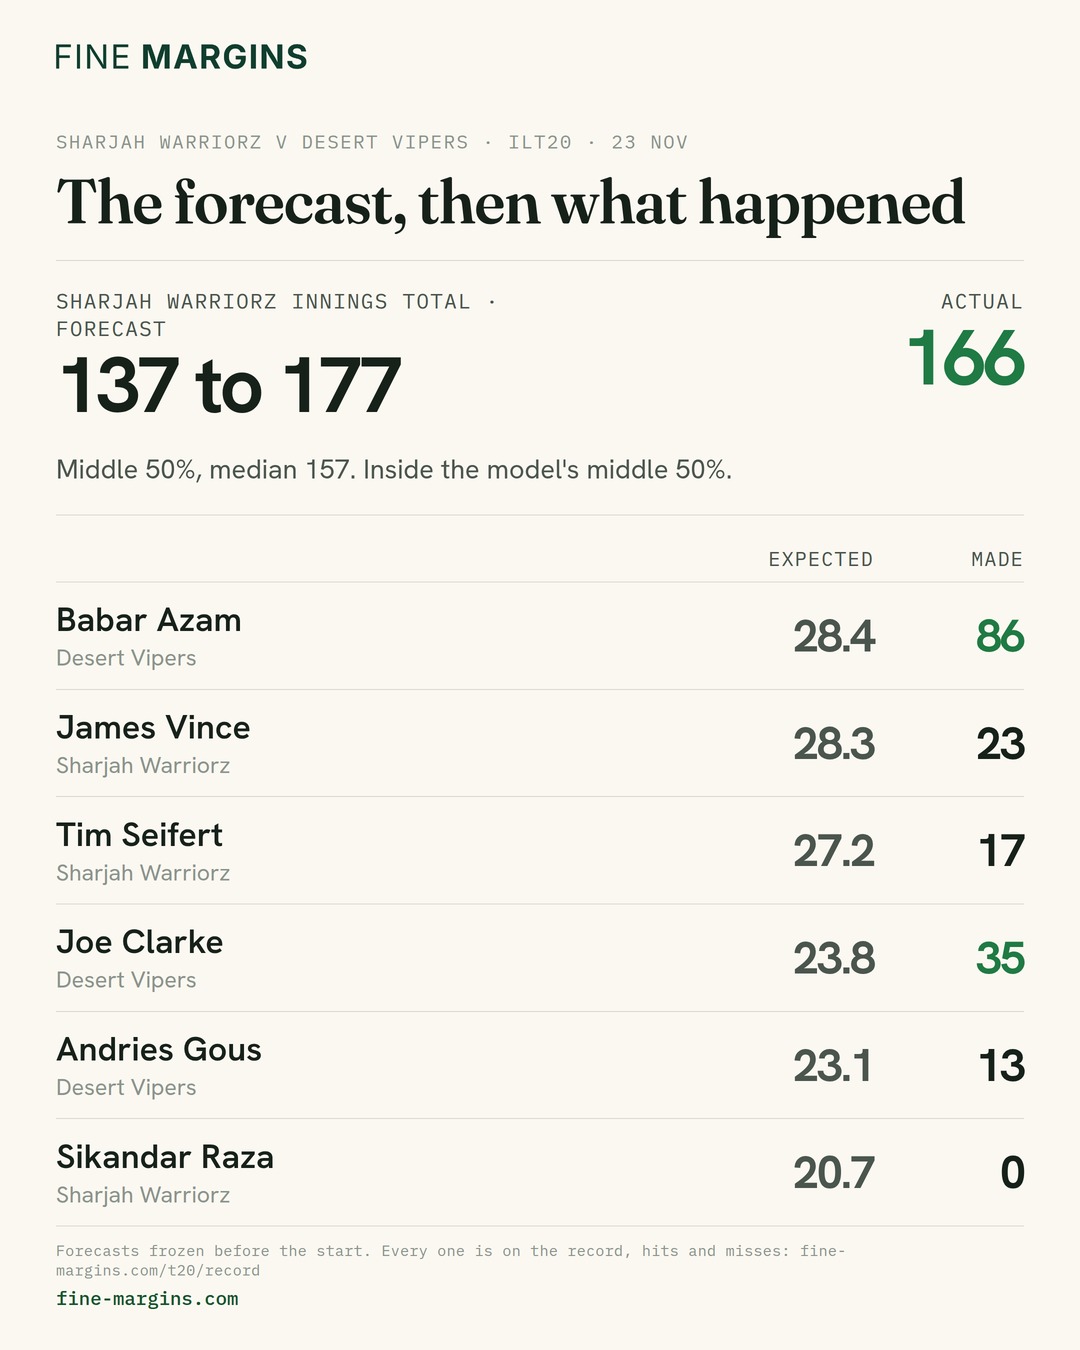 FINE MARGINS
SHARJAH WARRIORZ V DESERT VIPERS · ILT20 · 23 NOV
The forecast, then what happened
SHARJAH WARRIORZ INNINGS TOTAL ·
FORECAST
137 to 177
ACTUAL
166
Middle 50%, median 157. Inside the model's middle 50%.
EXPECTED MADE
Babar Azam
Desert Vipers
28.4 86
James Vince
Sharjah Warriorz
28.3 23
Tim Seifert
Sharjah Warriorz
27.2 17
Joe Clarke
Desert Vipers
23.8 35
Andries Gous
Desert Vipers
23.1 13
Sikandar Raza
Sharjah Warriorz
20.7 0
Forecasts frozen before the start. Every one is on the record, hits and misses: fine-
margins.com/t20/record
fine-margins.com